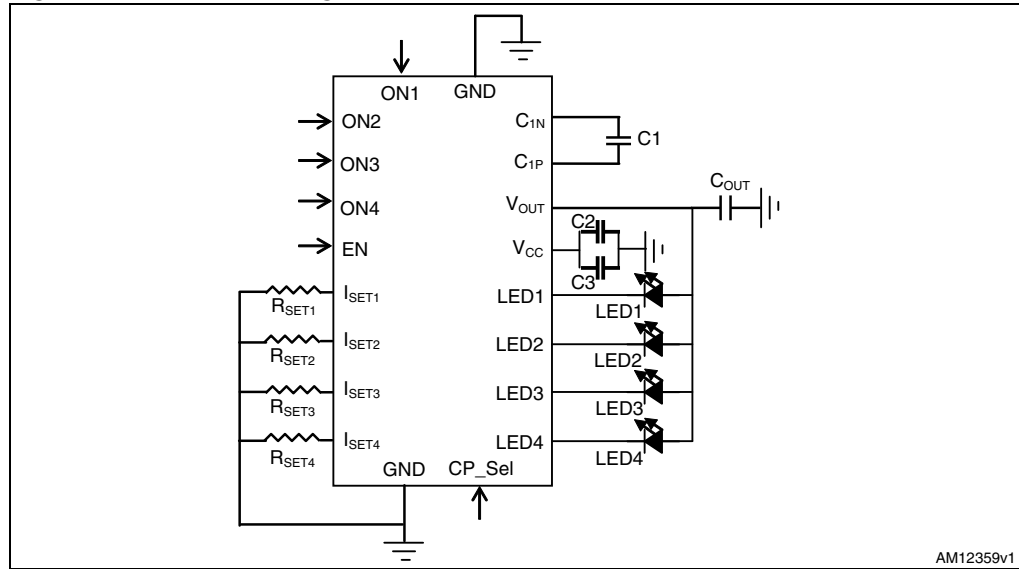 ON1
GND
ON2
ON3
ON4
EN
ISET1
ISET2
ISET3
ISET4
RSET1
RSET2
RSET3
RSET4
GND
CP_Sel
C1N
C1P
VOUT
VCC
LED1
LED2
LED3
LED4
C1
COUT
C2
C3
LED1
LED2
LED3
LED4
AM12359v1